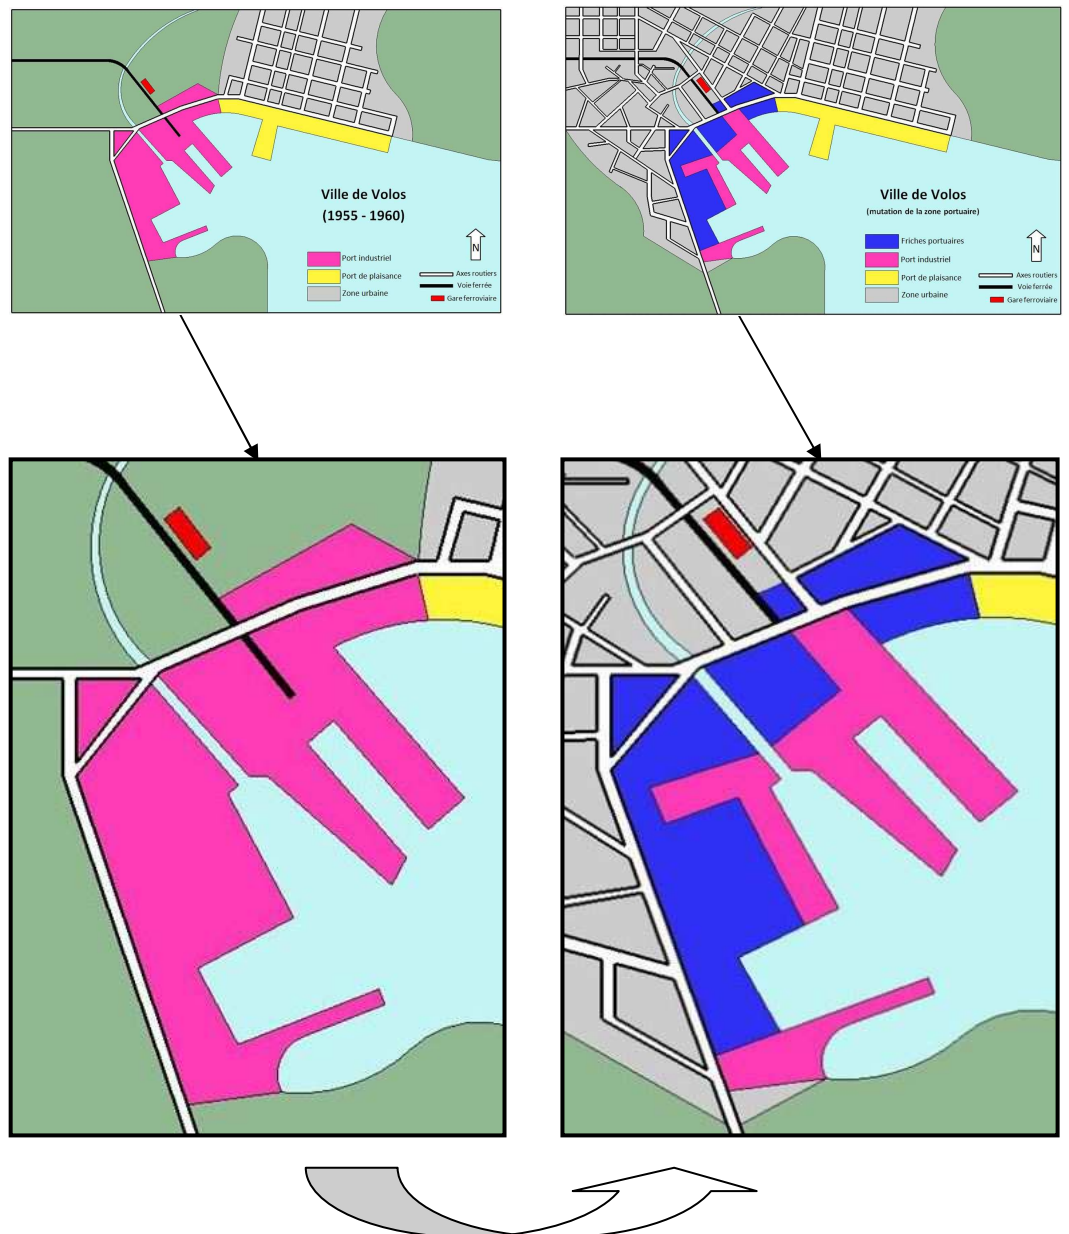 Ville de Volos
(1955 - 1960)
N
Port industriel
Port de plaisance
Zone urbaine
Axes routiers
Voie ferrée
Gare ferroviaire
Ville de Volos
(mutation de la zone portuaire)
N
Friches portuaires
Port industriel
Port de plaisance
Zone urbaine
Axes routiers
Voie ferrée
Gare ferroviaire